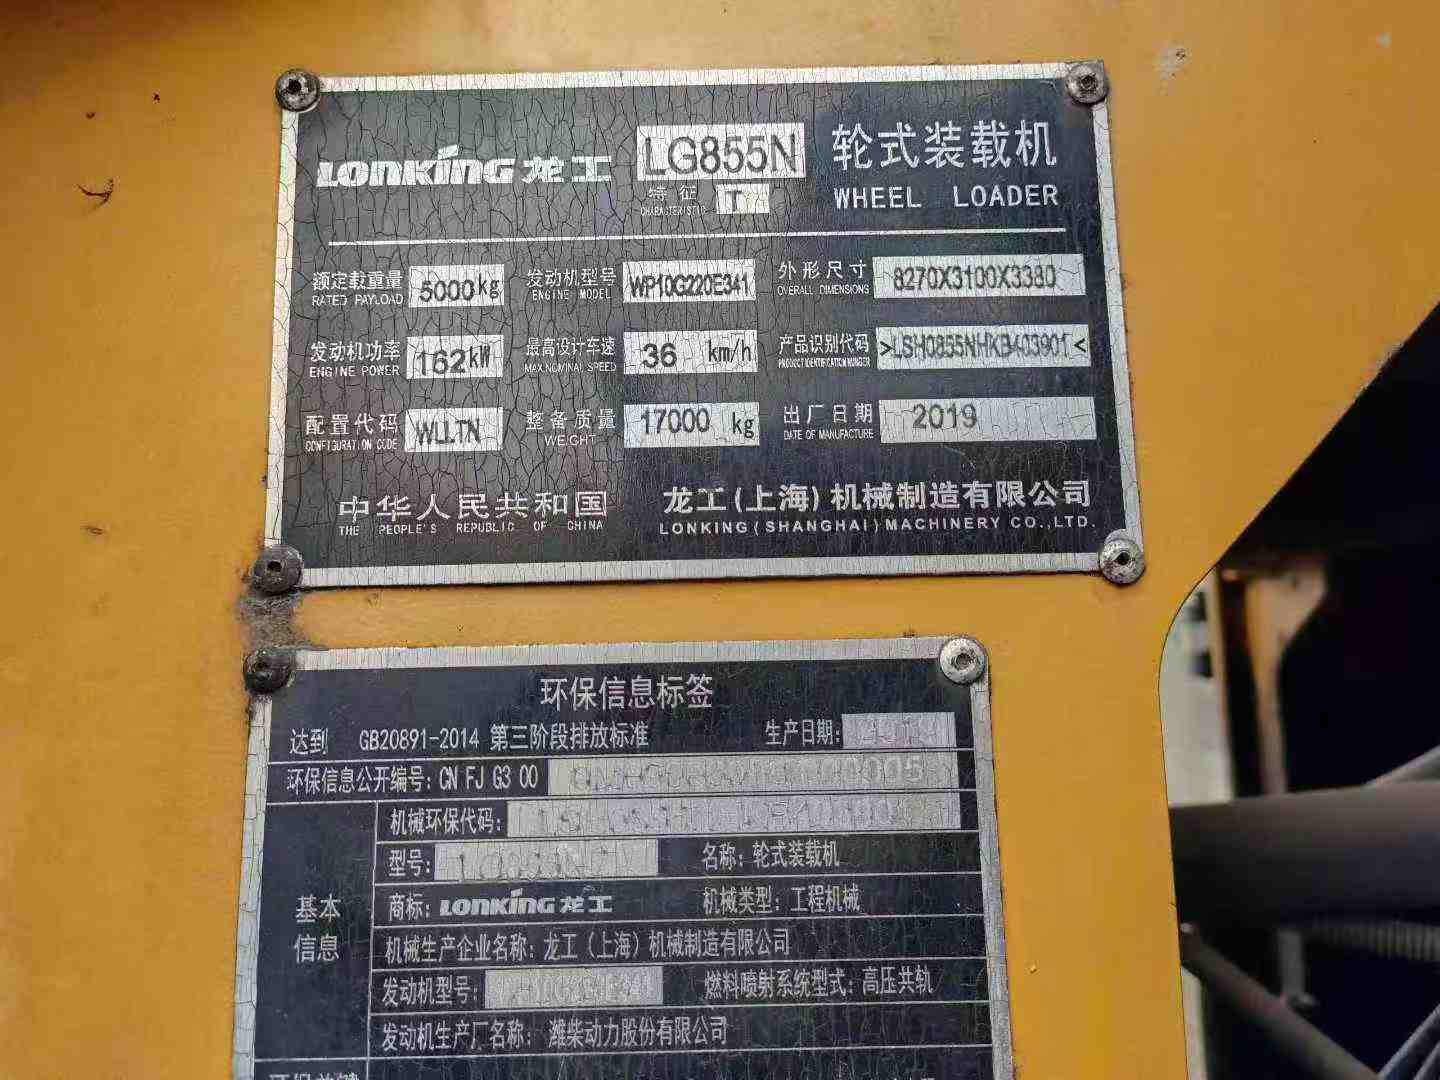 LONKING 龙工 LG855N 轮式装载机
特征 T WHEEL LOADER
CHARACTERISTIC
额定载重量 5000kg 发动机型号 WP10G220E341 外形尺寸 8270X3100X3380
RATED PAYLOAD ENGINE MODEL OVERALL DIMENSIONS
发动机功率 162kW 最高设计车速 36 km/h 产品识别代码
ENGINE POWER MAX NOMINAL SPEED PRODUCT IDENTIFICATION NUMBER
配置代码 WLLTN 整备质量 17000 kg 出厂日期 2019
CONFIGURATION CODE WEIGHT DATE OF MANUFACTURE
中华人民共和国 龙工(上海)机械制造有限公司
THE PEOPLE'S REPUBLIC OF CHINA LONKING(SHANGHAI)MACHINERY CO.,LTD.
环保信息标签
达到 GB20891-2014 第三阶段排放标准 生产日期:
环保信息公开编号: CN FJ G3 00
机械环保代码:
型号: 名称: 轮式装载机
基本信息
商标: LONKING 龙工 机械类型: 工程机械
机械生产企业名称: 龙工(上海)机械制造有限公司
发动机型号: 燃料喷射系统型式: 高压共轨
发动机生产厂名称: 潍柴动力股份有限公司